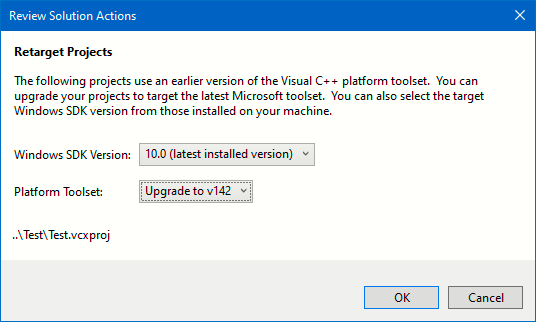 Review Solution Actions
Retarget Projects
The following projects use an earlier version of the Visual C++ platform toolset.  You can
upgrade your projects to target the latest Microsoft toolset.  You can also select the target
Windows SDK version from those installed on your machine.
Windows SDK Version: 10.0 (latest installed version)
Platform Toolset: Upgrade to v142
..\Test\Test.vcxproj
OK Cancel